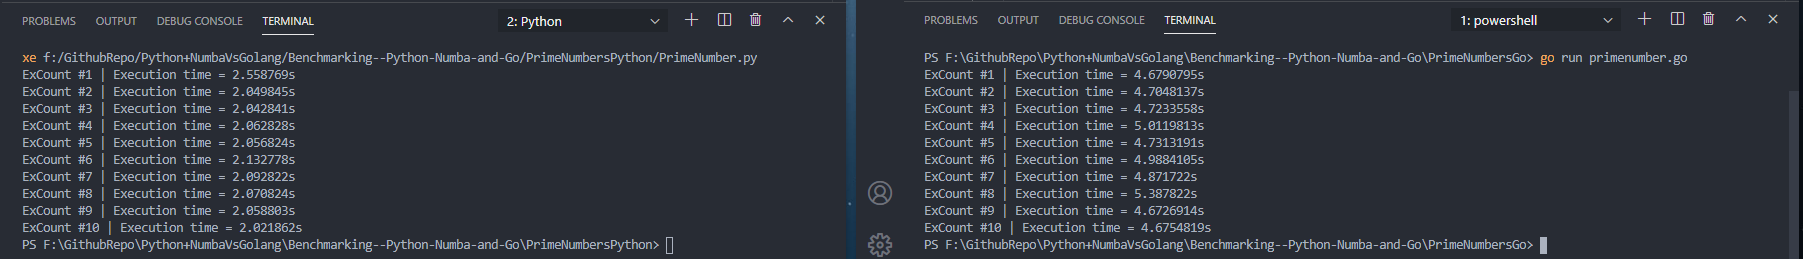 PROBLEMS OUTPUT DEBUG CONSOLE TERMINAL 2: Python
xe f:/GithubRepo/Python+NumbaVsGolang/Benchmarking--Python-Numba-and-Go/PrimeNumbersPython/PrimeNumber.py
ExCount #1 | Execution time = 2.558769s
ExCount #2 | Execution time = 2.049845s
ExCount #3 | Execution time = 2.042841s
ExCount #4 | Execution time = 2.062828s
ExCount #5 | Execution time = 2.056824s
ExCount #6 | Execution time = 2.132778s
ExCount #7 | Execution time = 2.092822s
ExCount #8 | Execution time = 2.070824s
ExCount #9 | Execution time = 2.058803s
ExCount #10 | Execution time = 2.021862s
PS F:\GithubRepo\Python+NumbaVsGolang\Benchmarking--Python-Numba-and-Go\PrimeNumbersPython>
PROBLEMS OUTPUT DEBUG CONSOLE TERMINAL 1: powershell
PS F:\GithubRepo\Python+NumbaVsGolang\Benchmarking--Python-Numba-and-Go\PrimeNumbersGo> go run primenumber.go
ExCount #1 | Execution time = 4.6790795s
ExCount #2 | Execution time = 4.7048137s
ExCount #3 | Execution time = 4.7233558s
ExCount #4 | Execution time = 5.0119813s
ExCount #5 | Execution time = 4.7313191s
ExCount #6 | Execution time = 4.9884105s
ExCount #7 | Execution time = 4.871722s
ExCount #8 | Execution time = 5.387822s
ExCount #9 | Execution time = 4.6726914s
ExCount #10 | Execution time = 4.6754819s
PS F:\GithubRepo\Python+NumbaVsGolang\Benchmarking--Python-Numba-and-Go\PrimeNumbersGo>